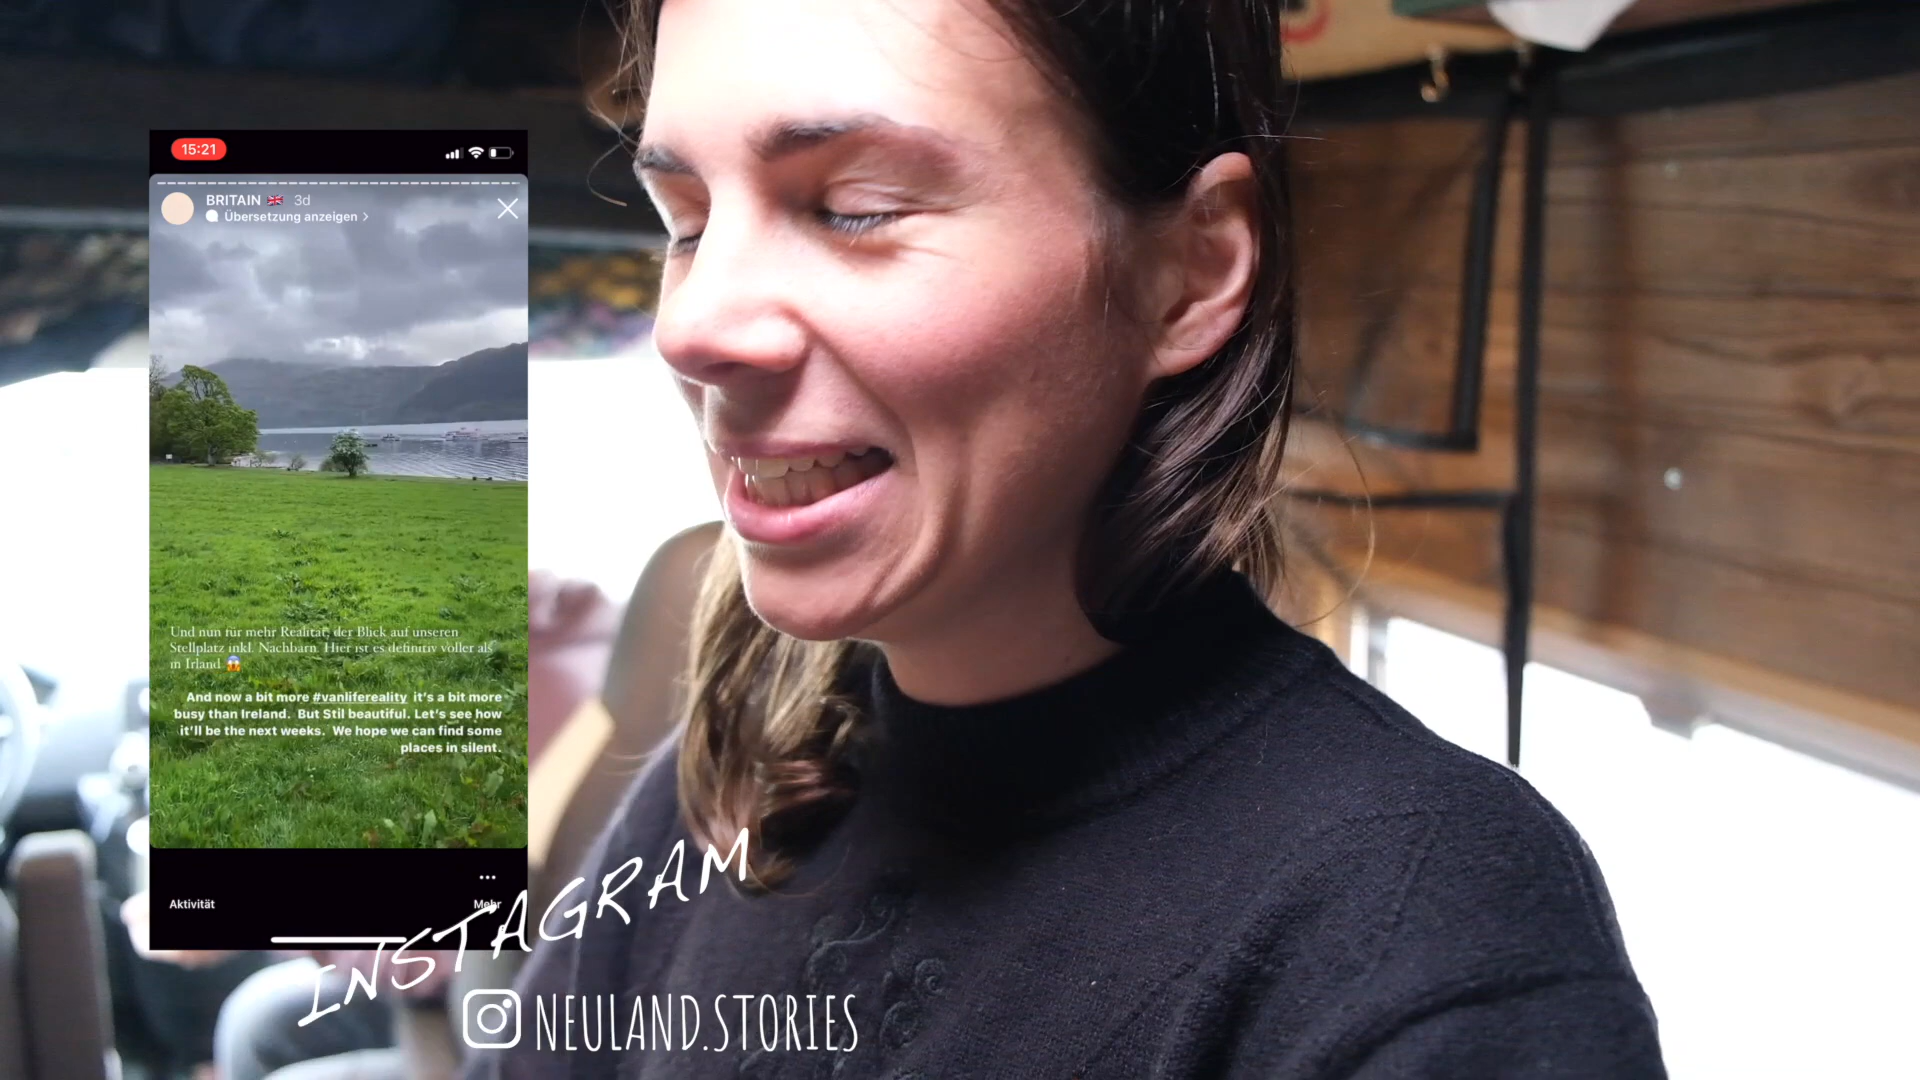 15:21
BRITAIN 🇬🇧 3d
Übersetzung anzeigen >
Und nun für mehr Realität, der Blick auf unseren
Stellplatz inkl. Nachbarn. Hier ist es definitiv voller als
in Irland 😱
And now a bit more #vanlifereality it's a bit more
busy than Ireland. But Stil beautiful. Let's see how
it'll be the next weeks. We hope we can find some
places in silent.
Aktivität
Mehr
INSTAGRAM
NEULAND.STORIES